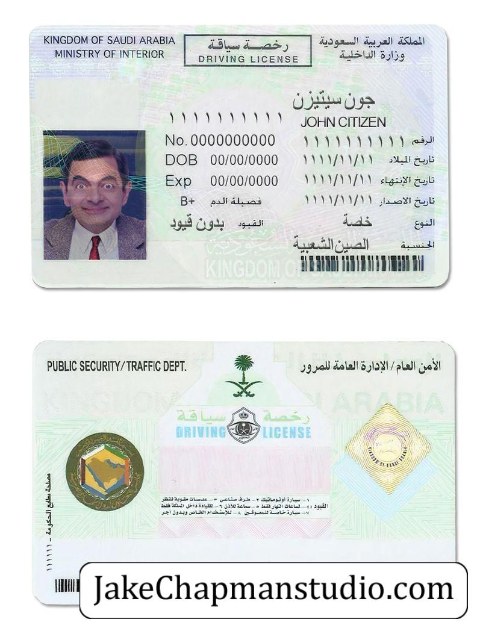 KINGDOM OF SAUDI ARABIA
MINISTRY OF INTERIOR
رخصة سياقة
DRIVING LICENSE
المملكة العربية السعودية
وزارة الداخلية
جون سيتيزن
JOHN CITIZEN
١١١١١١١١١١
No. 0000000000
الرقم ١١١١١١١١١١
DOB 00/00/0000
تاريخ الميلاد ١١١١/١١/١١
Exp 00/00/0000
تاريخ الإنتهاء ١١١١/١١/١١
B+ فصيلة الدم
تاريخ الاصدار ١١١١/١١/١١
النوع خصة
القيود بدون قيود
الجنسية الصين الشعبية
KINGDOM OF
PUBLIC SECURITY/TRAFFIC DEPT.
الأمن العام/الإدارة العامة للمرور
رخصة سياقة
DRIVING LICENSE
مصلحة مطابع الحكومة - ١١١١١١
JakeChapmanstudio.com